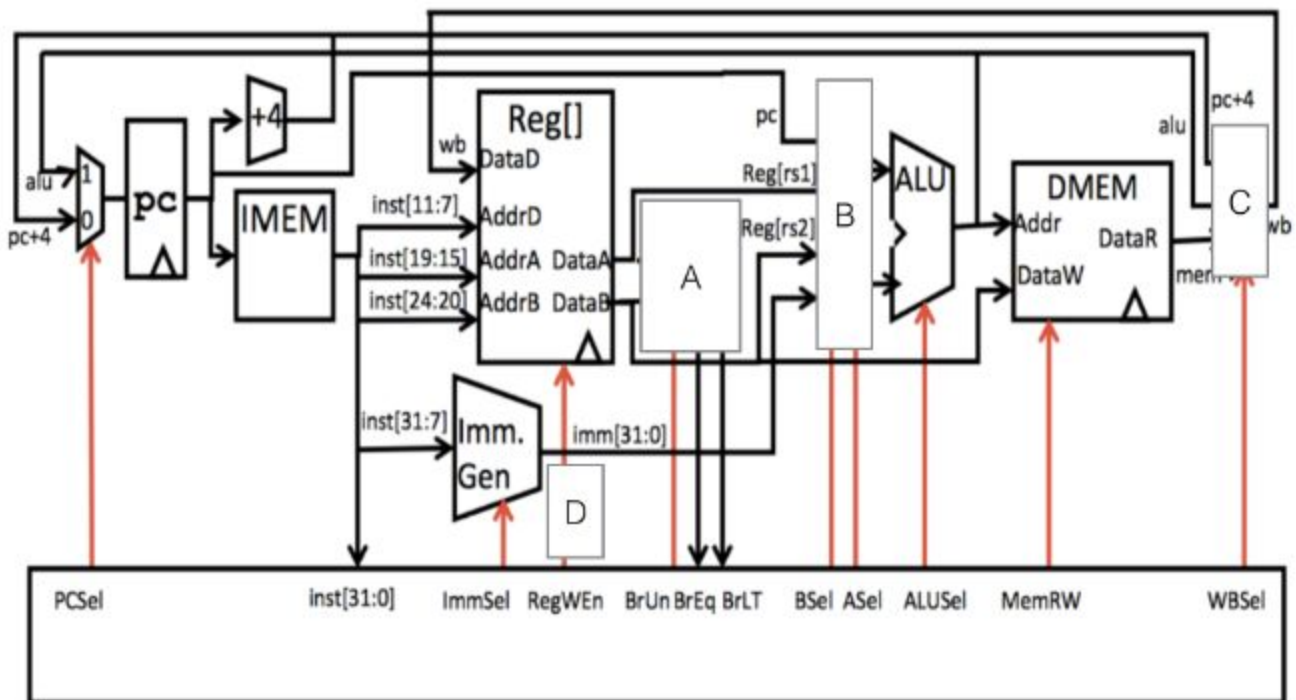 pc+4
alu
pc
Reg[]
+4
wb
DataD
alu
1
pc
IMEM
inst[11:7]
AddrD
Reg[rs1]
B
ALU
DMEM
C
0
pc+4
inst[19:15]
AddrA
DataA
A
Reg[rs2]
Addr
DataR
wb
inst[24:20]
AddrB
DataB
DataW
inst[31:7]
Imm.
Gen
imm[31:0]
D
PCSel
inst[31:0]
ImmSel
RegWEn
BrUn
BrEq
BrLT
BSel
ASel
ALUSel
MemRW
WBSel